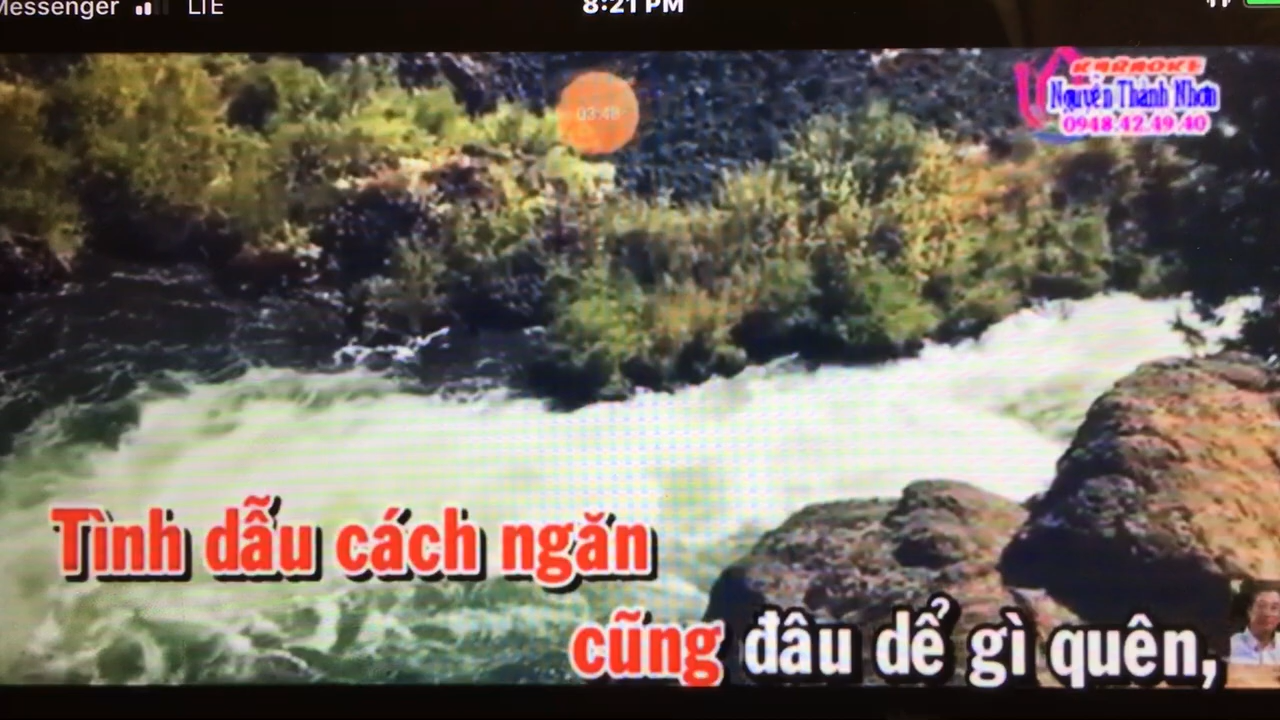 Messenger LTE 8:21 PM
03:48
KARAOKE
Nguyễn Thành Nhơn
0948.42.49.40
Tình dẫu cách ngăn
cũng đâu dể gì quên,